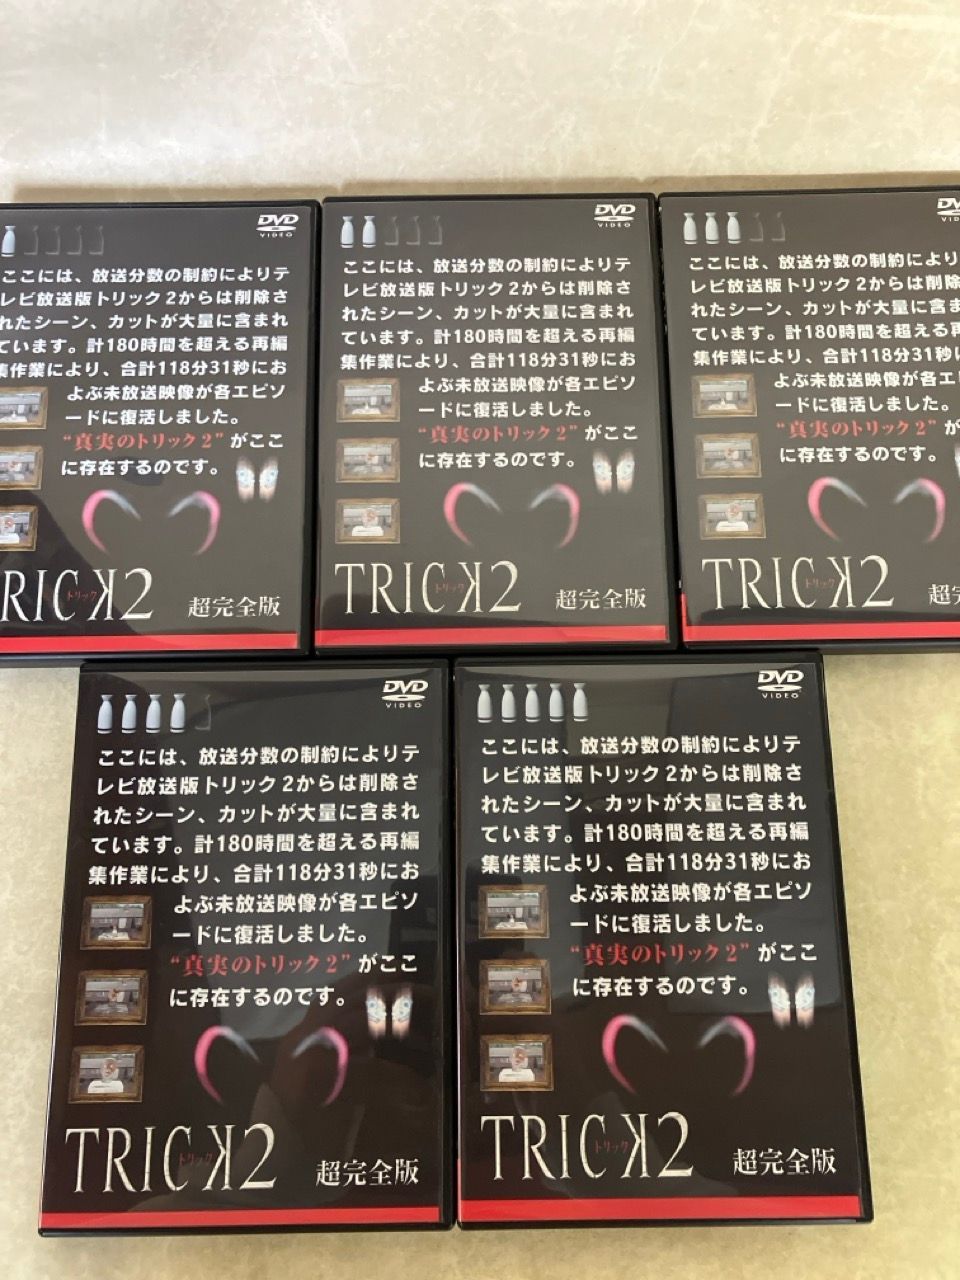 DVD
VIDEO
ここには、放送分数の制約によりテ
レビ放送版トリック2からは削除さ
れたシーン、カットが大量に含まれ
ています。計180時間を超える再編
集作業により、合計118分31秒にお
よぶ未放送映像が各エピソ
ードに復活しました。
“真実のトリック2”がここ
に存在するのです。
TRICK2
トリック
超完全版
DVD
VIDEO
ここには、放送分数の制約によりテ
レビ放送版トリック2からは削除さ
れたシーン、カットが大量に含まれ
ています。計180時間を超える再編
集作業により、合計118分31秒にお
よぶ未放送映像が各エピソ
ードに復活しました。
“真実のトリック2”がここ
に存在するのです。
TRICK2
トリック
超完全版
DV
VIDE
ここには、放送分数の制約により
レビ放送版トリック2からは削除
れたシーン、カットが大量に含ま
ています。計180時間を超える再
集作業により、合計118分31秒に
よぶ未放送映像が各エピ
ードに復活しました。
“真実のトリック2”が
に存在するのです。
TRICK2
トリック
超完
DVD
VIDEO
ここには、放送分数の制約によりテ
レビ放送版トリック2からは削除さ
れたシーン、カットが大量に含まれ
ています。計180時間を超える再編
集作業により、合計118分31秒にお
よぶ未放送映像が各エピソ
ードに復活しました。
“真実のトリック2”がここ
に存在するのです。
TRICK2
トリック
超完全版
DVD
VIDEO
ここには、放送分数の制約によりテ
レビ放送版トリック2からは削除さ
れたシーン、カットが大量に含まれ
ています。計180時間を超える再編
集作業により、合計118分31秒にお
よぶ未放送映像が各エピソ
ードに復活しました。
“真実のトリック2”がここ
に存在するのです。
TRICK2
トリック
超完全版